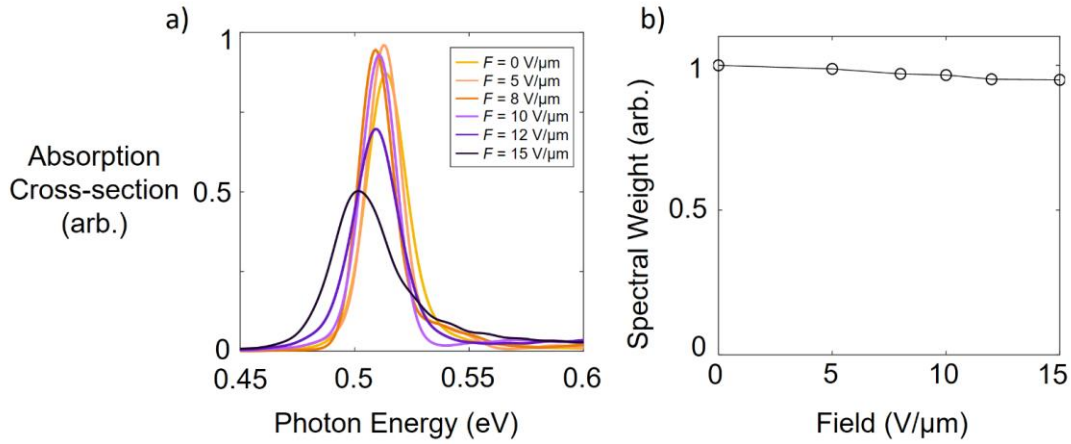 a)
1
0.5
0
Absorption
Cross-section
(arb.)
F = 0 V/μm
F = 5 V/μm
F = 8 V/μm
F = 10 V/μm
F = 12 V/μm
F = 15 V/μm
0.45
0.5
0.55
0.6
Photon Energy (eV)
b)
Spectral Weight (arb.)
1
0.5
0
0
5
10
15
Field (V/μm)